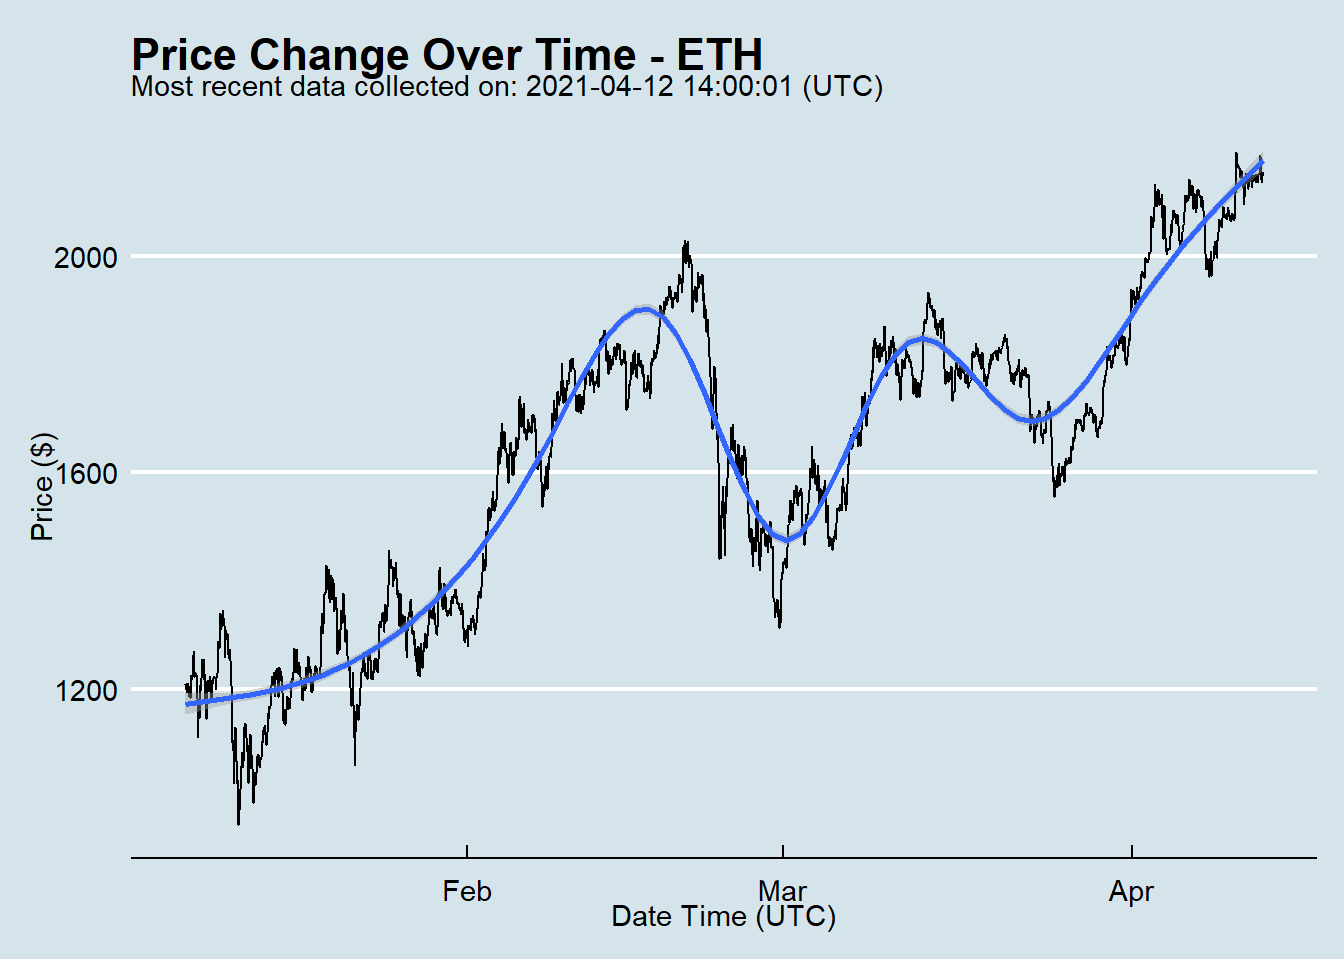 Price Change Over Time - ETH
Most recent data collected on: 2021-04-12 14:00:01 (UTC)
Price ($)
2000
1600
1200
Feb
Mar
Apr
Date Time (UTC)